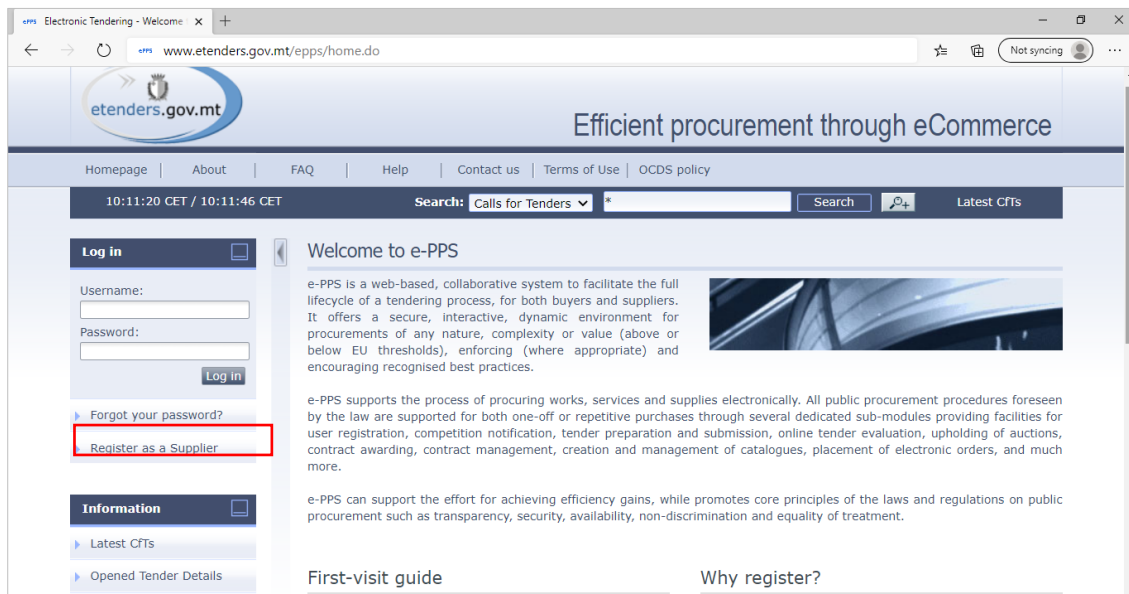 ePPS Electronic Tendering - Welcome
www.etenders.gov.mt/epps/home.do
Not syncing
etenders.gov.mt
Efficient procurement through eCommerce
Homepage | About | FAQ | Help | Contact us | Terms of Use | OCDS policy
10:11:20 CET / 10:11:46 CET Search: Calls for Tenders * Search Latest CfTs
Log in
Username:
Password:
Log in
Forgot your password?
Register as a Supplier
Information
Latest CfTs
Opened Tender Details
Welcome to e-PPS
e-PPS is a web-based, collaborative system to facilitate the full
lifecycle of a tendering process, for both buyers and suppliers.
It offers a secure, interactive, dynamic environment for
procurements of any nature, complexity or value (above or
below EU thresholds), enforcing (where appropriate) and
encouraging recognised best practices.
e-PPS supports the process of procuring works, services and supplies electronically. All public procurement procedures foreseen
by the law are supported for both one-off or repetitive purchases through several dedicated sub-modules providing facilities for
user registration, competition notification, tender preparation and submission, online tender evaluation, upholding of auctions,
contract awarding, contract management, creation and management of catalogues, placement of electronic orders, and much
more.
e-PPS can support the effort for achieving efficiency gains, while promotes core principles of the laws and regulations on public
procurement such as transparency, security, availability, non-discrimination and equality of treatment.
First-visit guide
Why register?